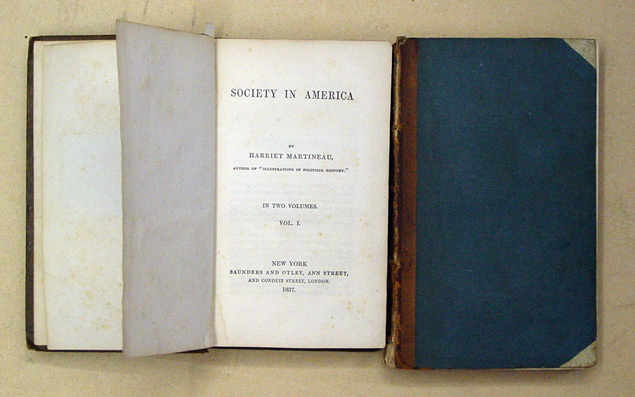 SOCIETY IN AMERICA
BY
HARRIET MARTINEAU,
AUTHOR OF "ILLUSTRATIONS OF POLITICAL ECONOMY."
IN TWO VOLUMES.
VOL. I.
NEW YORK
SAUNDERS AND OTLEY, ANN STREET,
AND CONDUIT STREET, LONDON.
1837.